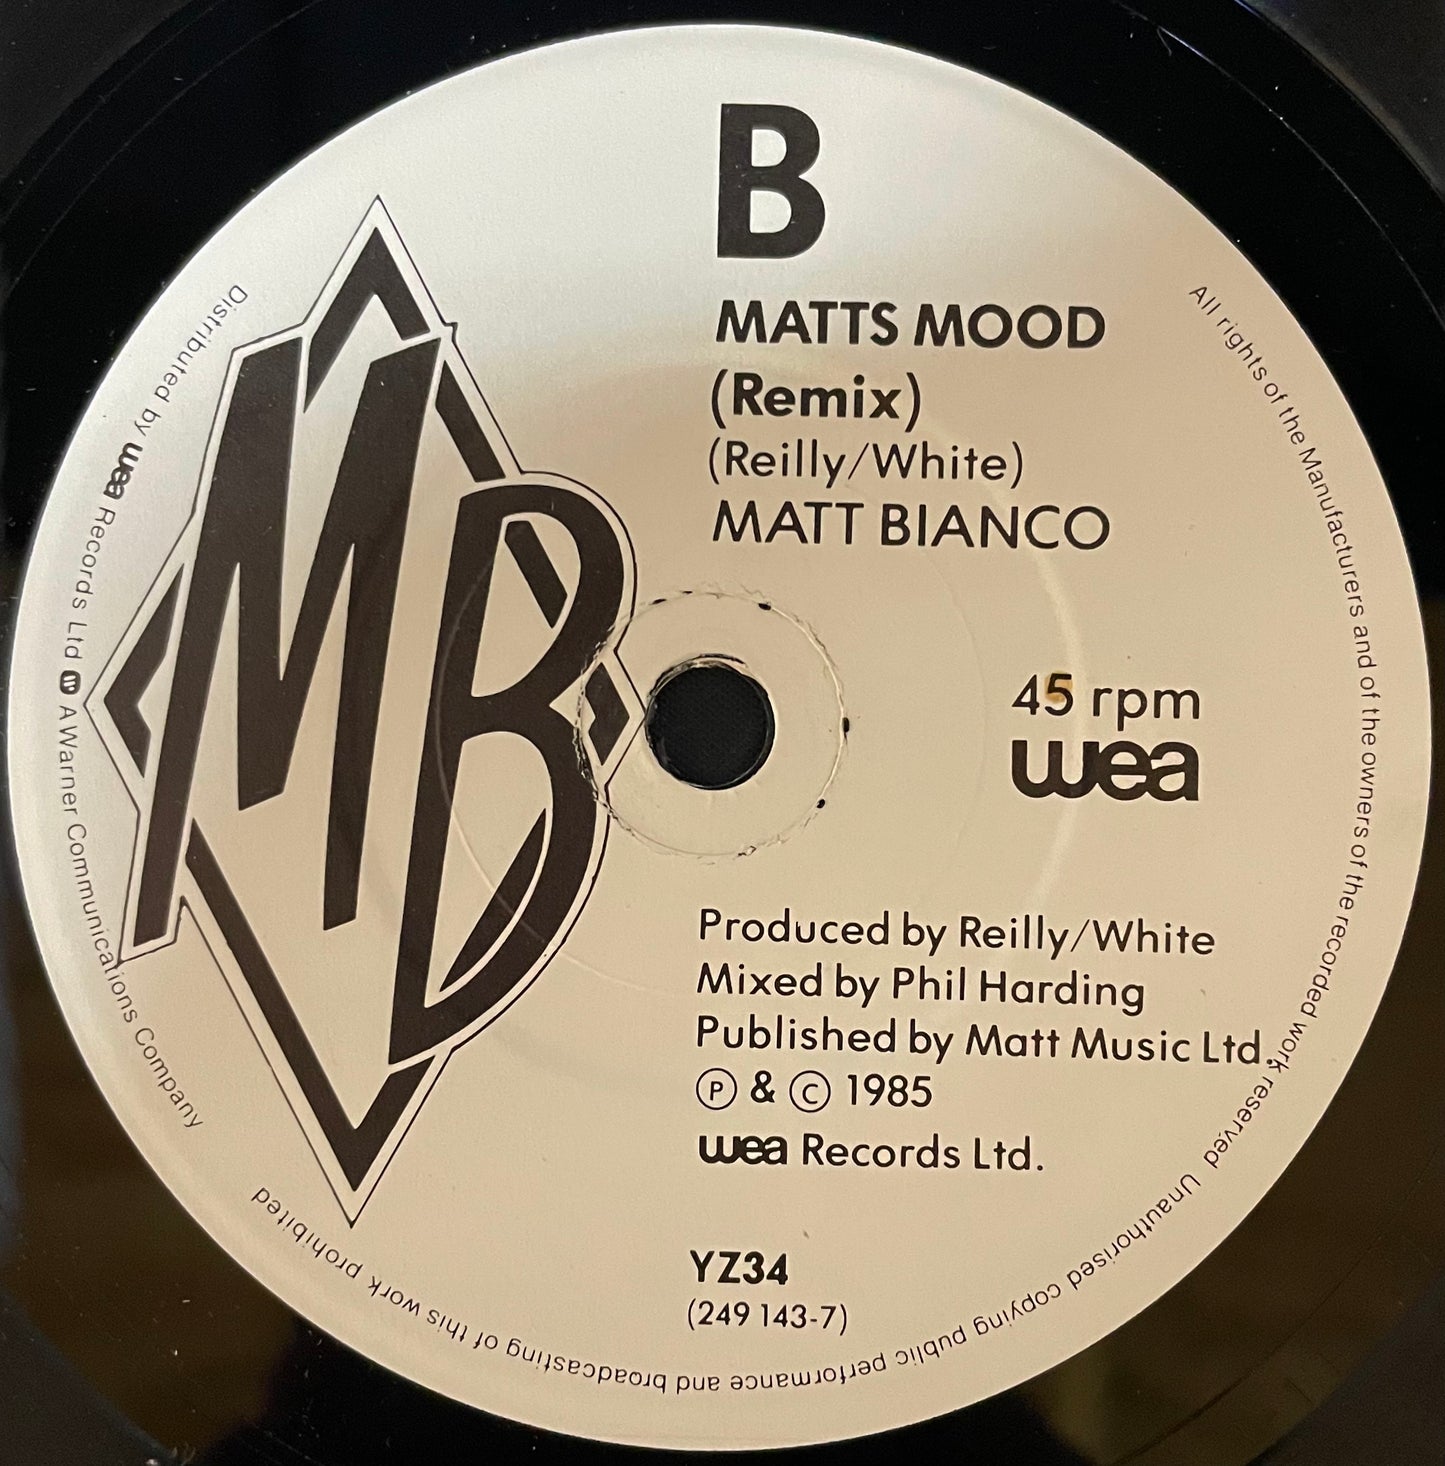 B
MATTS MOOD
(Remix)
(Reilly/White)
MATT BIANCO
MB
45 rpm
wea
Produced by Reilly/White
Mixed by Phil Harding
Published by Matt Music Ltd.
Ⓟ & © 1985
wea Records Ltd.
YZ34
(249 143-7)
Distributed by wea Records Ltd A Warner Communications Company
All rights of the Manufacturers and of the owners of the recorded work reserved Unauthorised copying public performance and broadcasting of this work prohibited